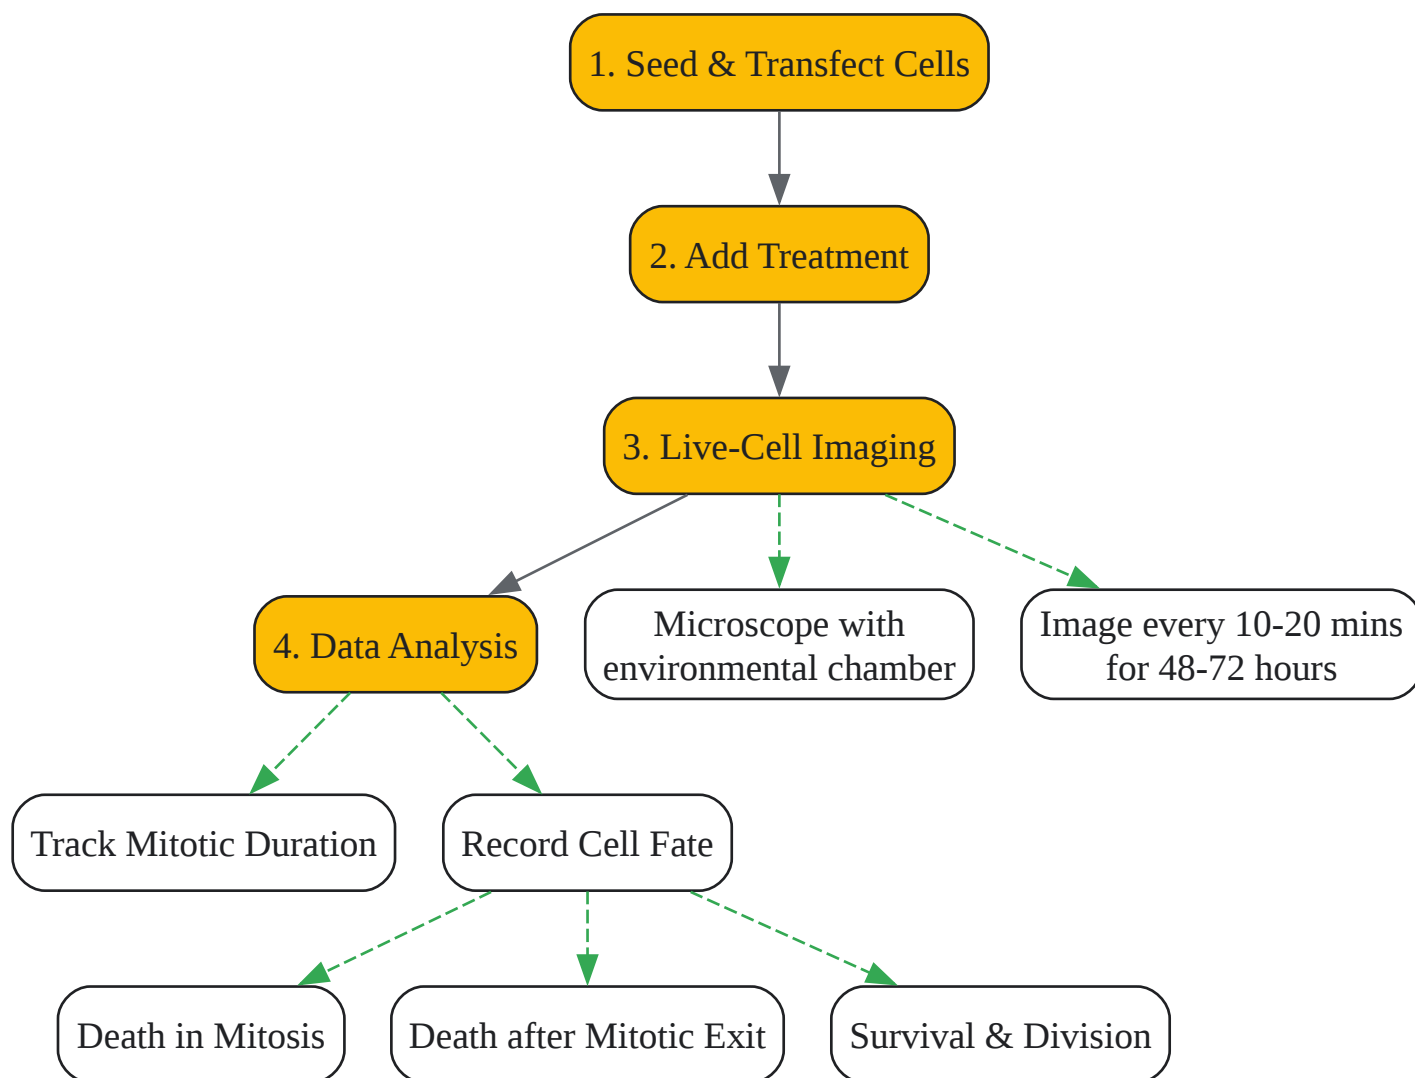 1. Seed & Transfect Cells
2. Add Treatment
3. Live-Cell Imaging
4. Data Analysis
Microscope with
environmental chamber
Image every 10-20 mins
for 48-72 hours
Track Mitotic Duration
Record Cell Fate
Death in Mitosis
Death after Mitotic Exit
Survival & Division